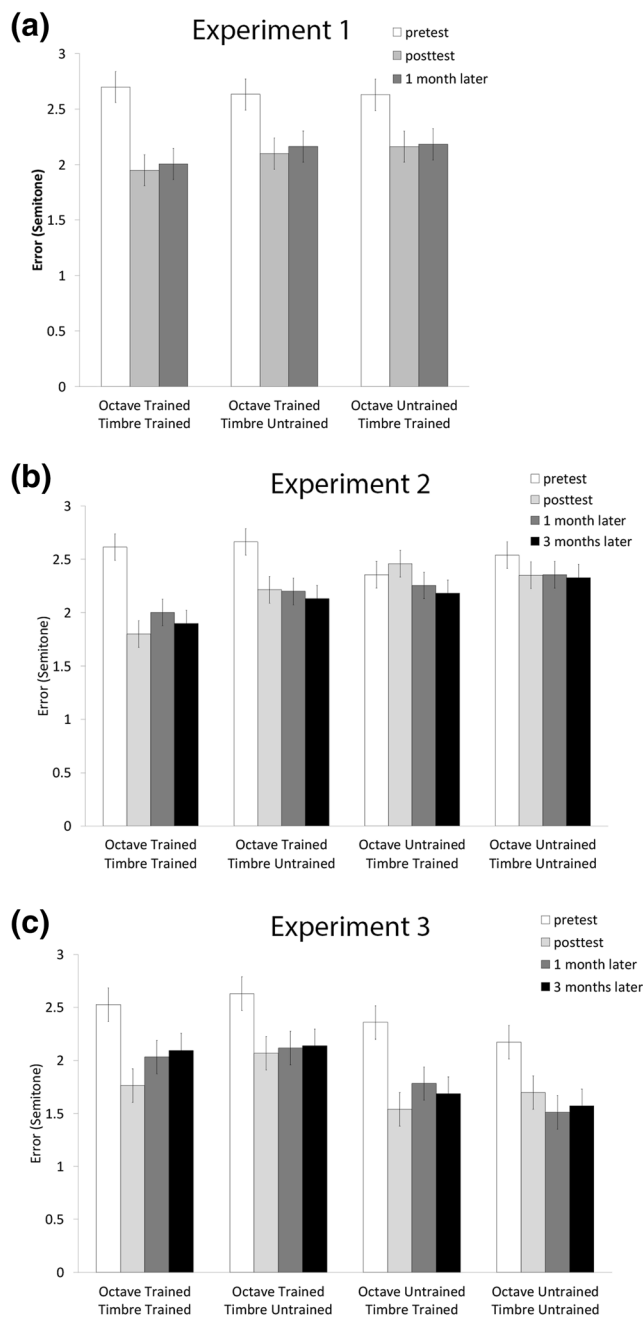 (a)
Experiment 1
pretest
posttest
1 month later
3
2.5
2
1.5
1
0.5
0
Error (Semitone)
Octave Trained Octave Trained Octave Untrained
Timbre Trained Timbre Untrained Timbre Trained
(b)
Experiment 2
pretest
posttest
1 month later
3 months later
3
2.5
2
1.5
1
0.5
0
Error (Semitone)
Octave Trained Octave Trained Octave Untrained Octave Untrained
Timbre Trained Timbre Untrained Timbre Trained Timbre Untrained
(c)
Experiment 3
pretest
posttest
1 month later
3 months later
3
2.5
2
1.5
1
0.5
0
Error (Semitone)
Octave Trained Octave Trained Octave Untrained Octave Untrained
Timbre Trained Timbre Untrained Timbre Trained Timbre Untrained